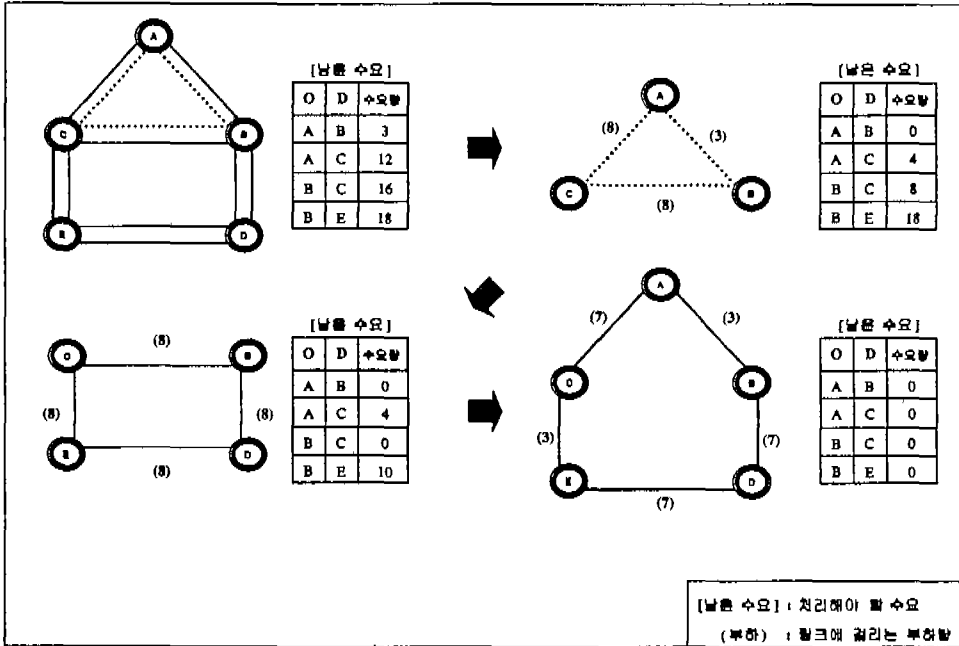 A
C
B
E
D
[남은 수요]
O D 수요량
A B 3
A C 12
B C 16
B E 18
A
(8) (3)
C B
(8)
[남은 수요]
O D 수요량
A B 0
A C 4
B C 8
B E 18
(8)
C B
(8) (8)
E D
(8)
[남은 수요]
O D 수요량
A B 0
A C 4
B C 0
B E 10
A
(7) (3)
C B
(3) (7)
E D
(7)
[남은 수요]
O D 수요량
A B 0
A C 0
B C 0
B E 0
[남은 수요] : 처리해야 할 수요
(부하) : 링크에 걸리는 부하량